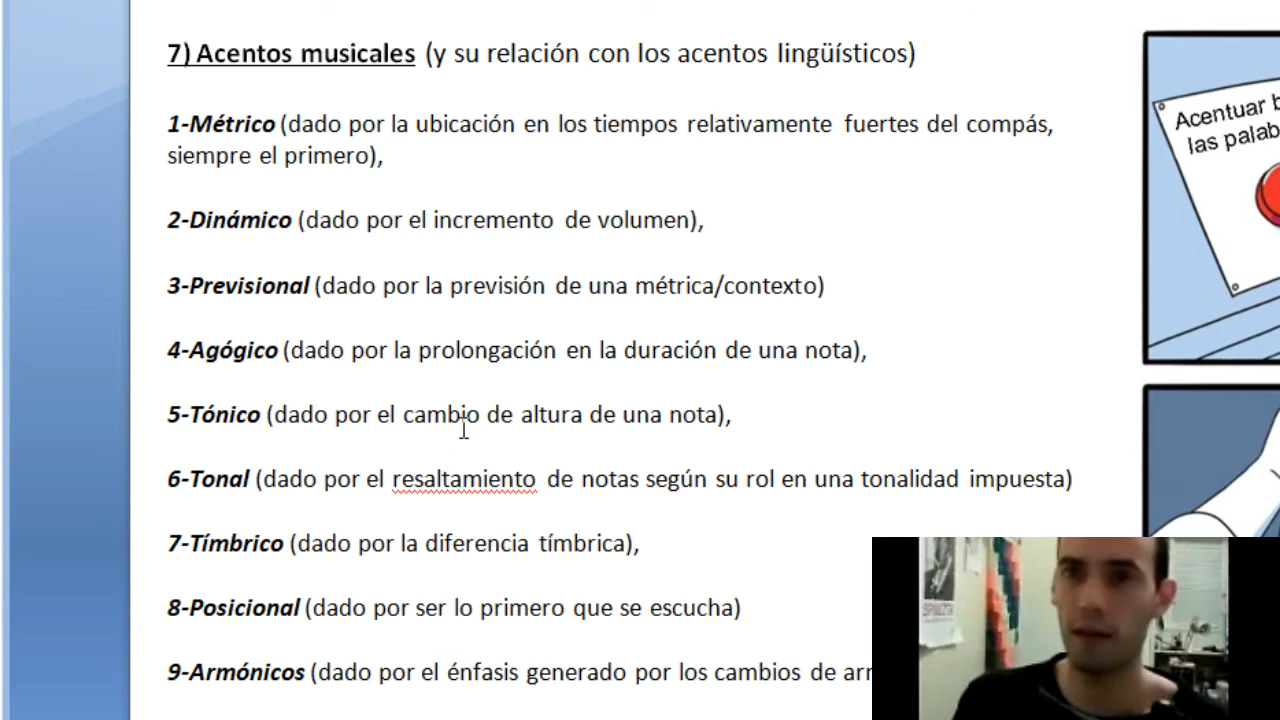 7) Acentos musicales (y su relación con los acentos lingüísticos)
1-Métrico (dado por la ubicación en los tiempos relativamente fuertes del compás,
siempre el primero),
2-Dinámico (dado por el incremento de volumen),
3-Previsional (dado por la previsión de una métrica/contexto)
4-Agógico (dado por la prolongación en la duración de una nota),
5-Tónico (dado por el cambio de altura de una nota),
6-Tonal (dado por el resaltamiento de notas según su rol en una tonalidad impuesta)
7-Tímbrico (dado por la diferencia tímbrica),
8-Posicional (dado por ser lo primero que se escucha)
9-Armónicos (dado por el énfasis generado por los cambios de
Acentuar
las
SPINEZTA